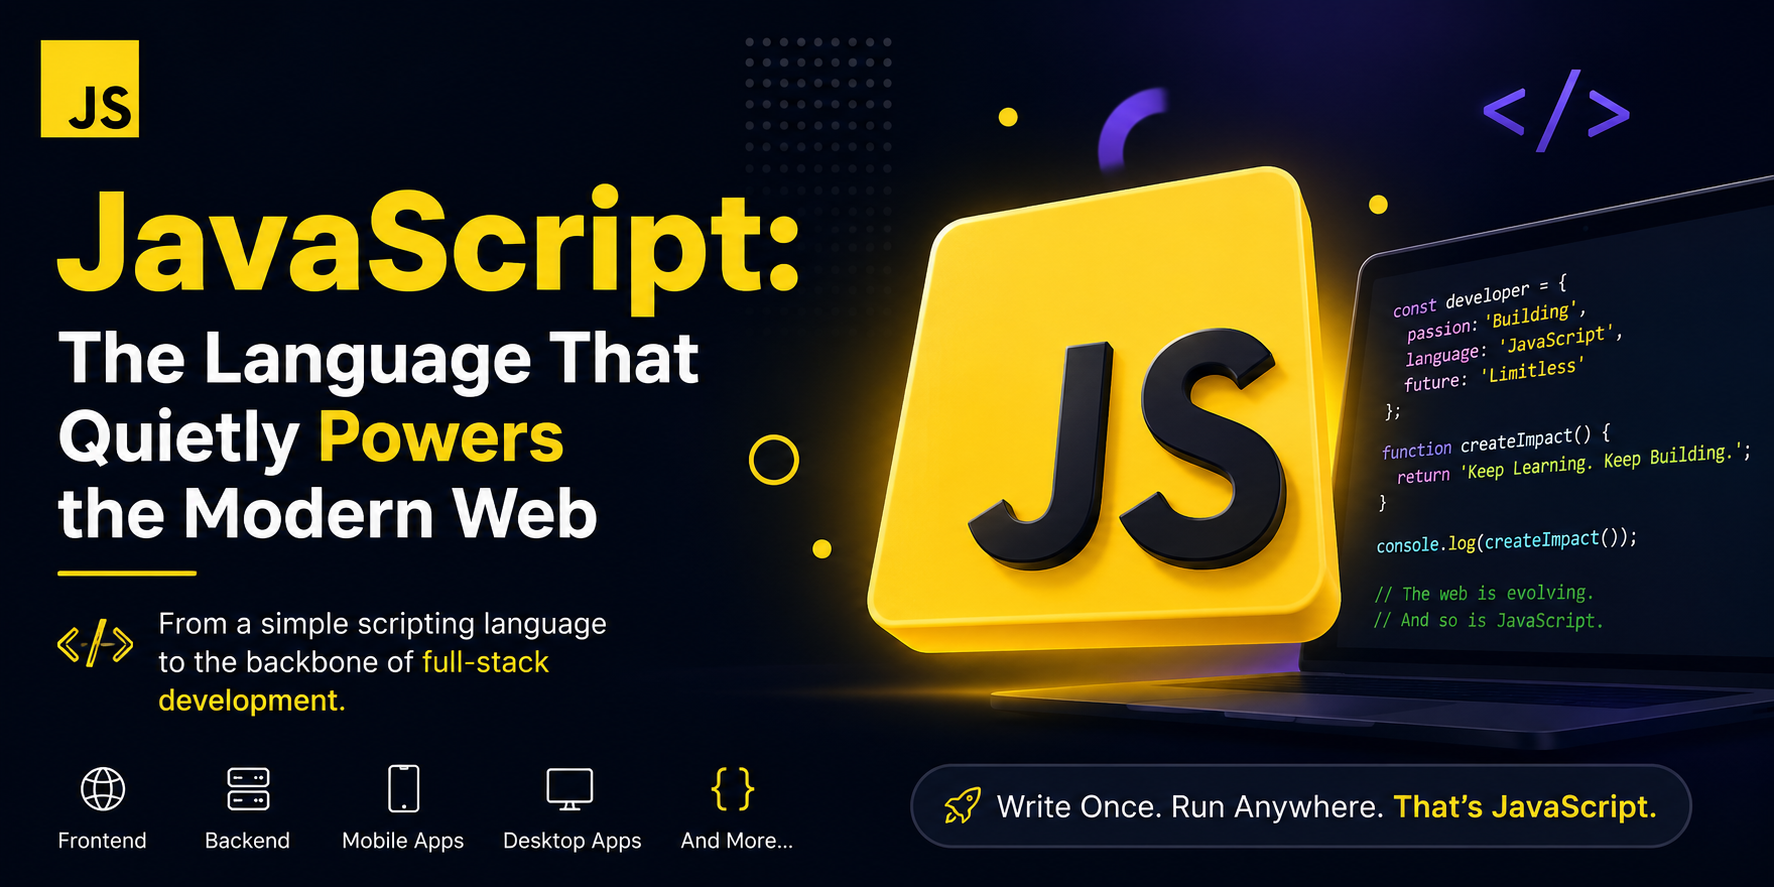 JS
JavaScript:
The Language That
Quietly Powers
the Modern Web
</>
From a simple scripting language
to the backbone of full-stack
development.
Frontend
Backend
Mobile Apps
Desktop Apps
{ }
And More...
</>
JS
const developer = {
passion: 'Building',
language: 'JavaScript',
future: 'Limitless'
};
function createImpact() {
return 'Keep Learning. Keep Building.';
}
console.log(createImpact());
// The web is evolving.
// And so is JavaScript.
Write Once. Run Anywhere. That's JavaScript.